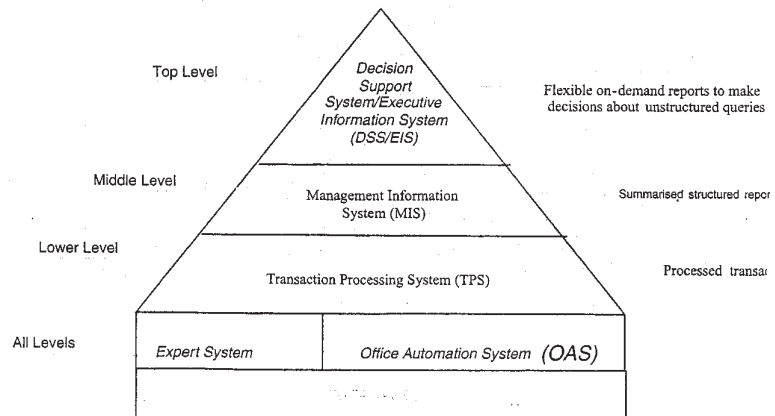 Top Level
Decision
Support
System/Executive
Information System
(DSS/EIS)
Flexible on-demand reports to make
decisions about unstructured queries
Middle Level
Management Information
System (MIS)
Summarised structured repor
Lower Level
Transaction Processing System (TPS)
Processed transac
All Levels
Expert System
Office Automation System (OAS)